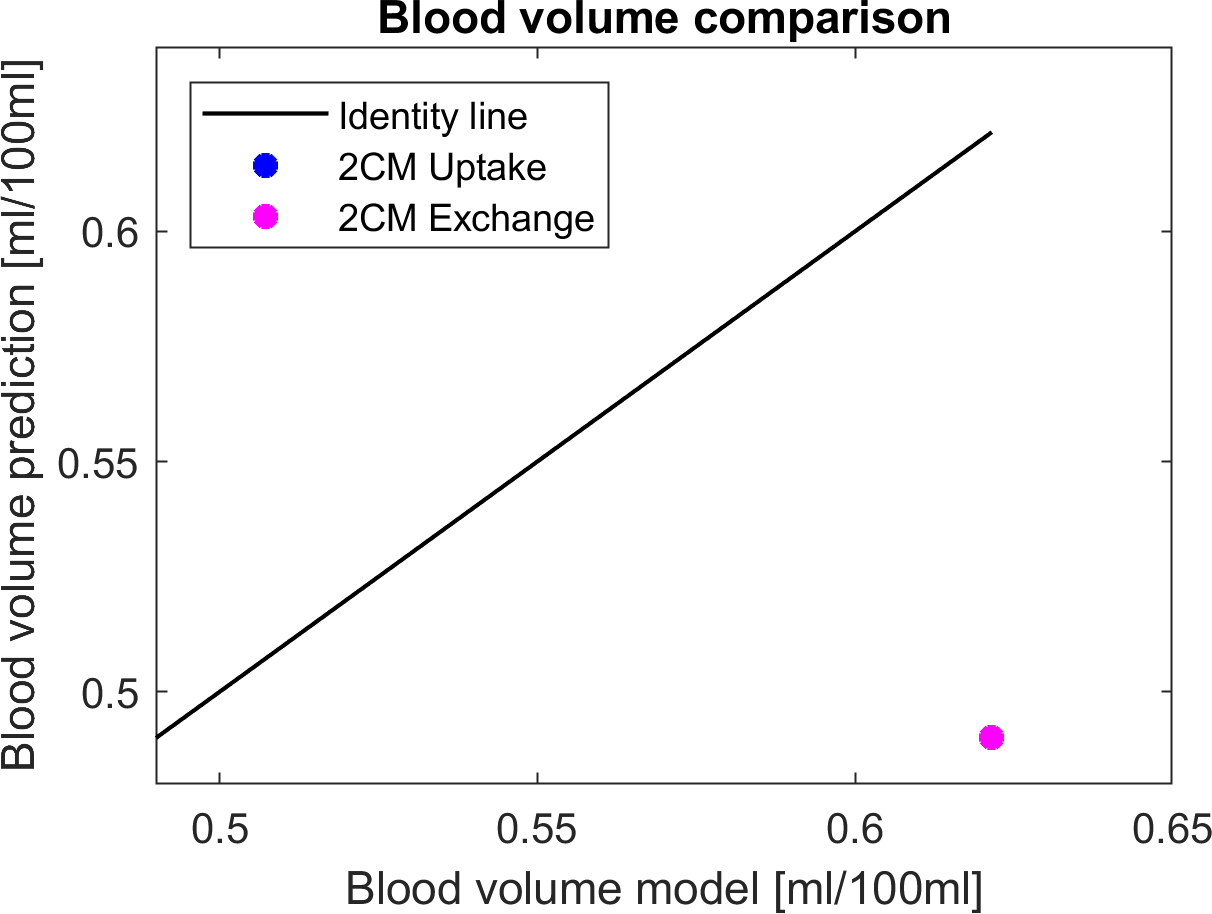 Blood volume comparison
Blood volume prediction [ml/100ml]
Identity line
2CM Uptake
2CM Exchange
0.6
0.55
0.5
0.5 0.55 0.6 0.65
Blood volume model [ml/100ml]